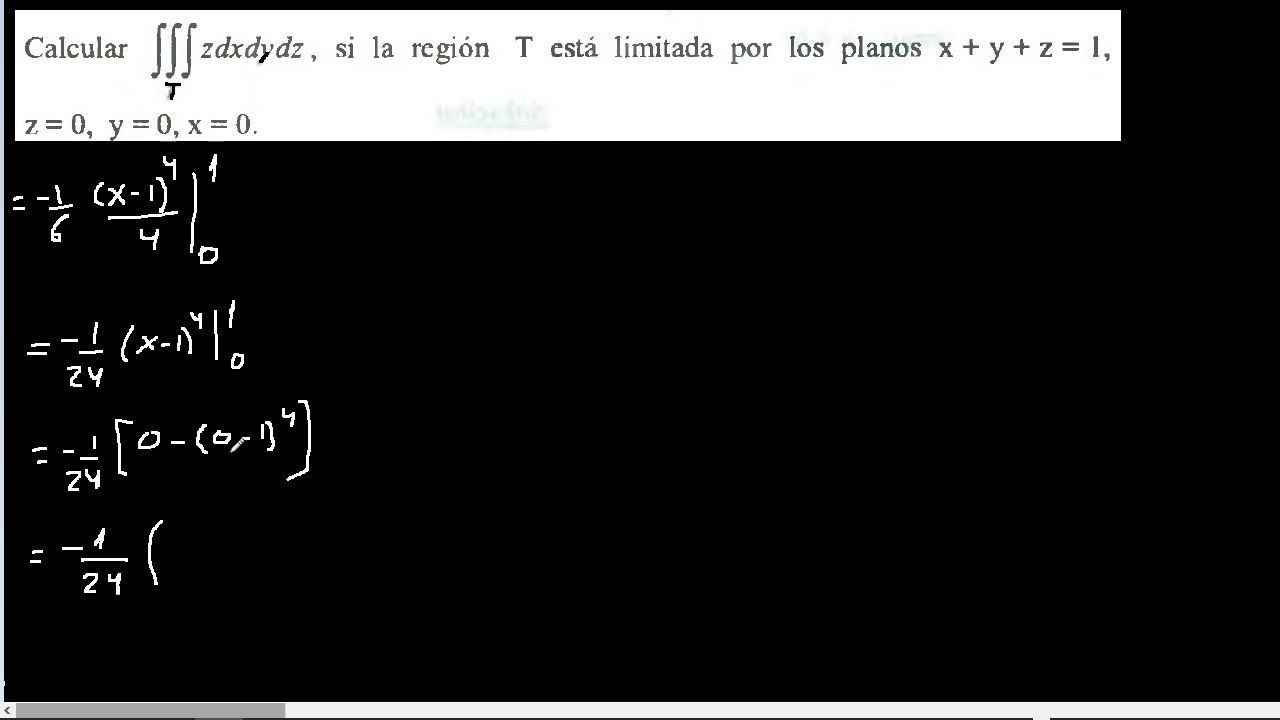 Calcular ∭_T zdxdydz, si la región T está limitada por los planos x + y + z = 1,
z = 0, y = 0, x = 0.
= -1/6 (x-1)^4/4 |_0^1
= -1/24 (x-1)^4 |_0^1
= -1/24 [0 - (0-1)^4]
= -1/24 (